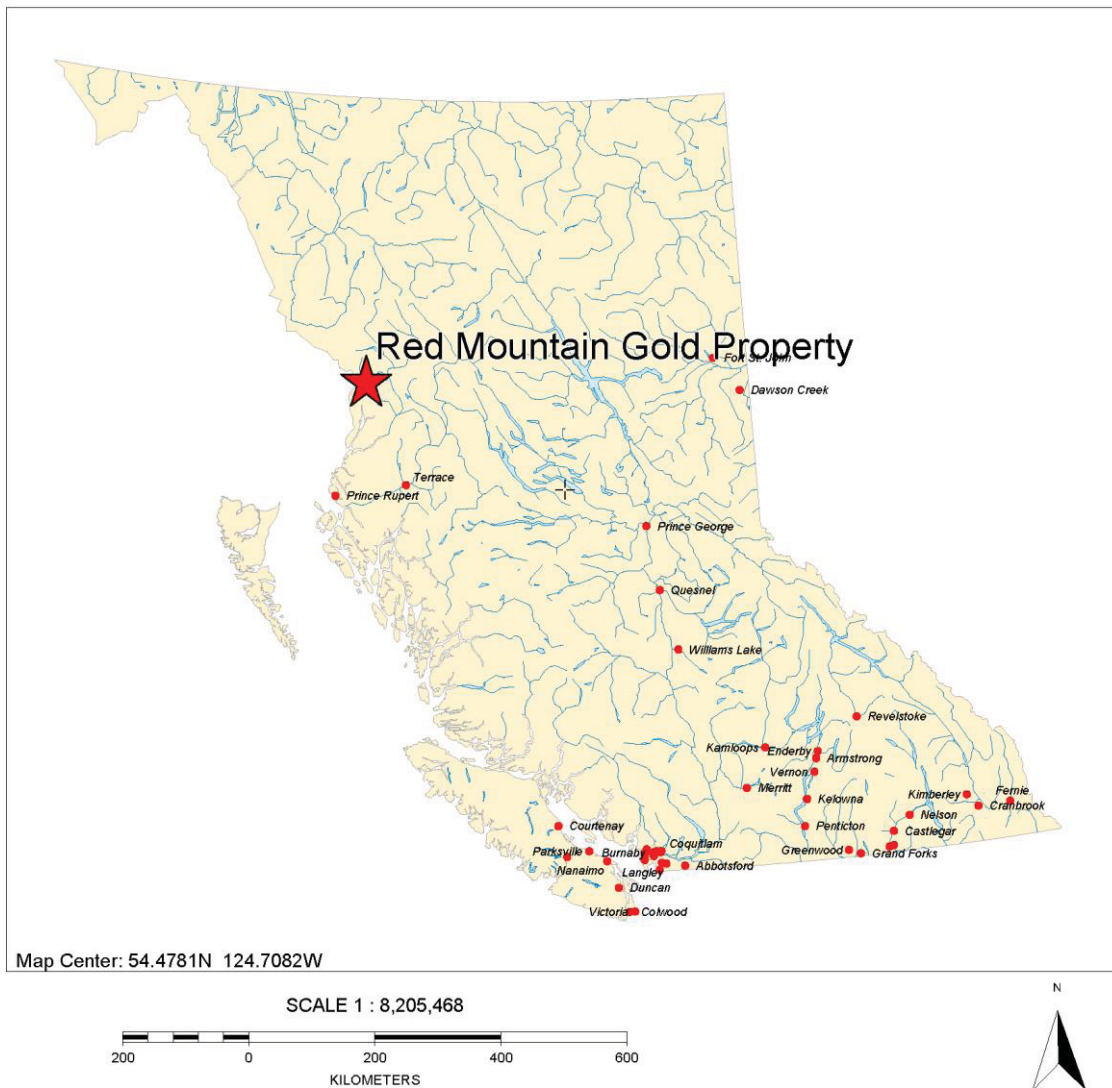 Red Mountain Gold Property
Fort St. John
Dawson Creek
Terrace
Prince Rupert
Prince George
Quesnel
Williams Lake
Revelstoke
Kamloops
Enderby
Armstrong
Vernon
Merritt
Kelowna
Kimberley
Fernie
Cranbrook
Nelson
Courtenay
Penticton
Castlegar
Coquitlam
Parksville
Burnaby
Greenwood
Grand Forks
Nanaimo
Langley
Abbotsford
Duncan
Victoria
Colwood
Map Center: 54.4781N 124.7082W
SCALE 1 : 8,205,468
N
200 0 200 400 600
KILOMETERS